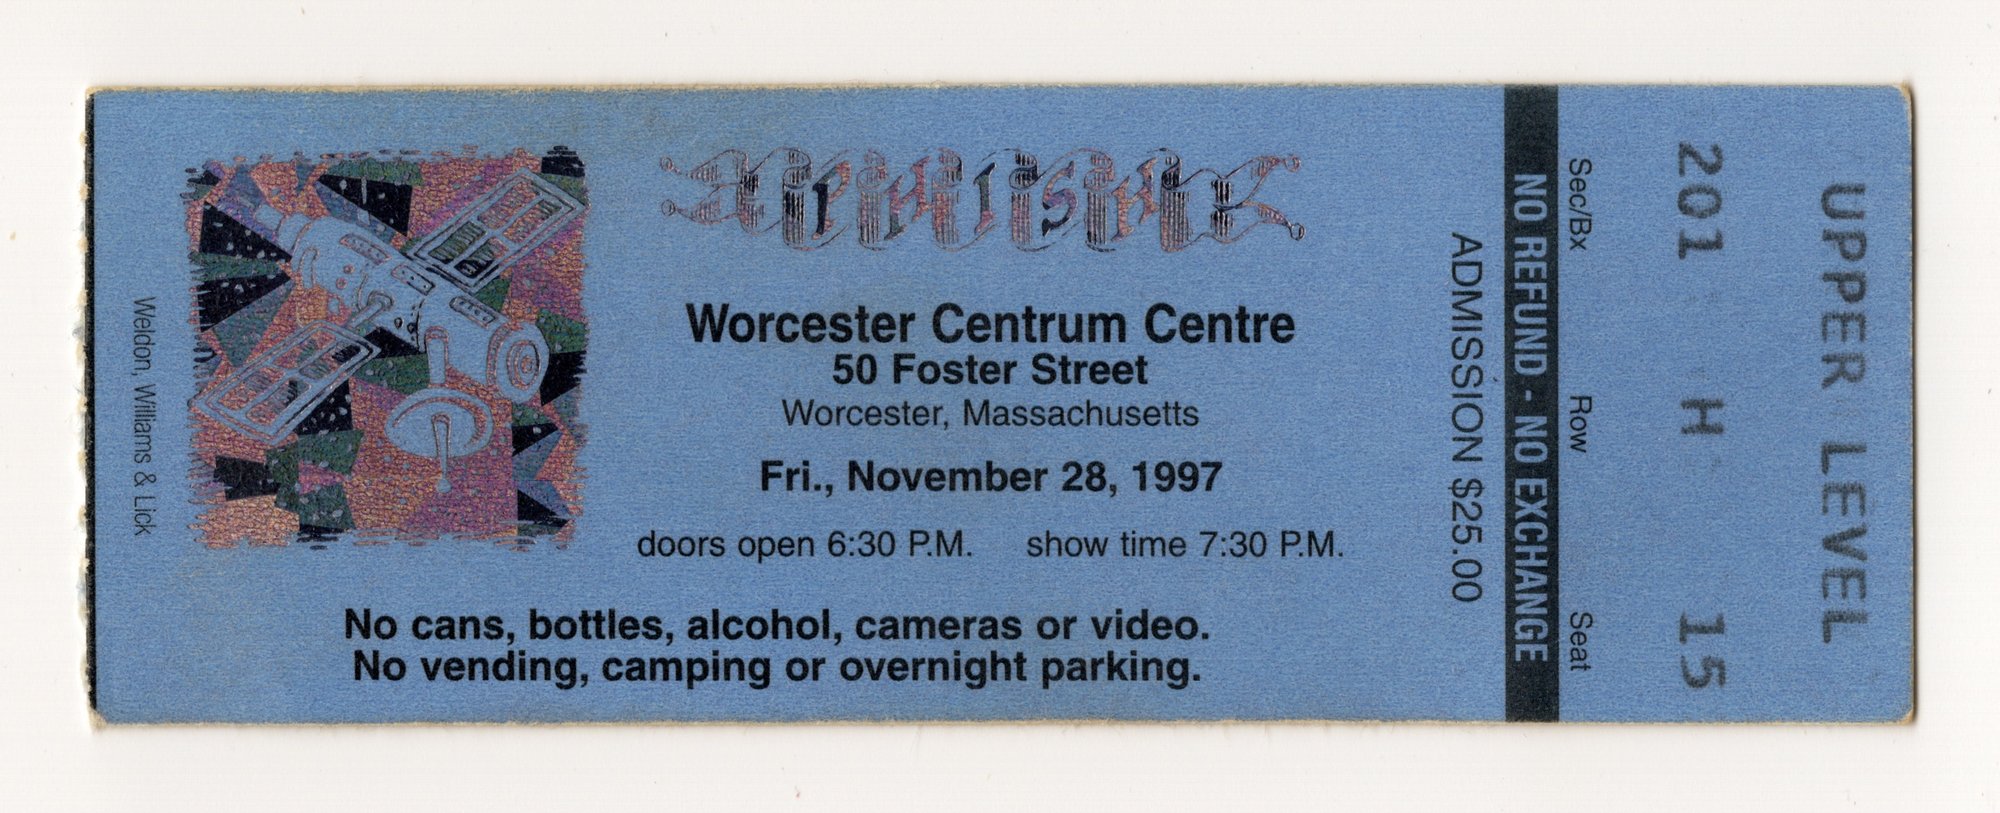 Weldon, Williams & Lick
PHISH
Worcester Centrum Centre
50 Foster Street
Worcester, Massachusetts
Fri., November 28, 1997
doors open 6:30 P.M. show time 7:30 P.M.
No cans, bottles, alcohol, cameras or video.
No vending, camping or overnight parking.
ADMISSION $25.00
NO REFUND - NO EXCHANGE
Sec/Bx Row Seat
201 H 15
UPPER LEVEL